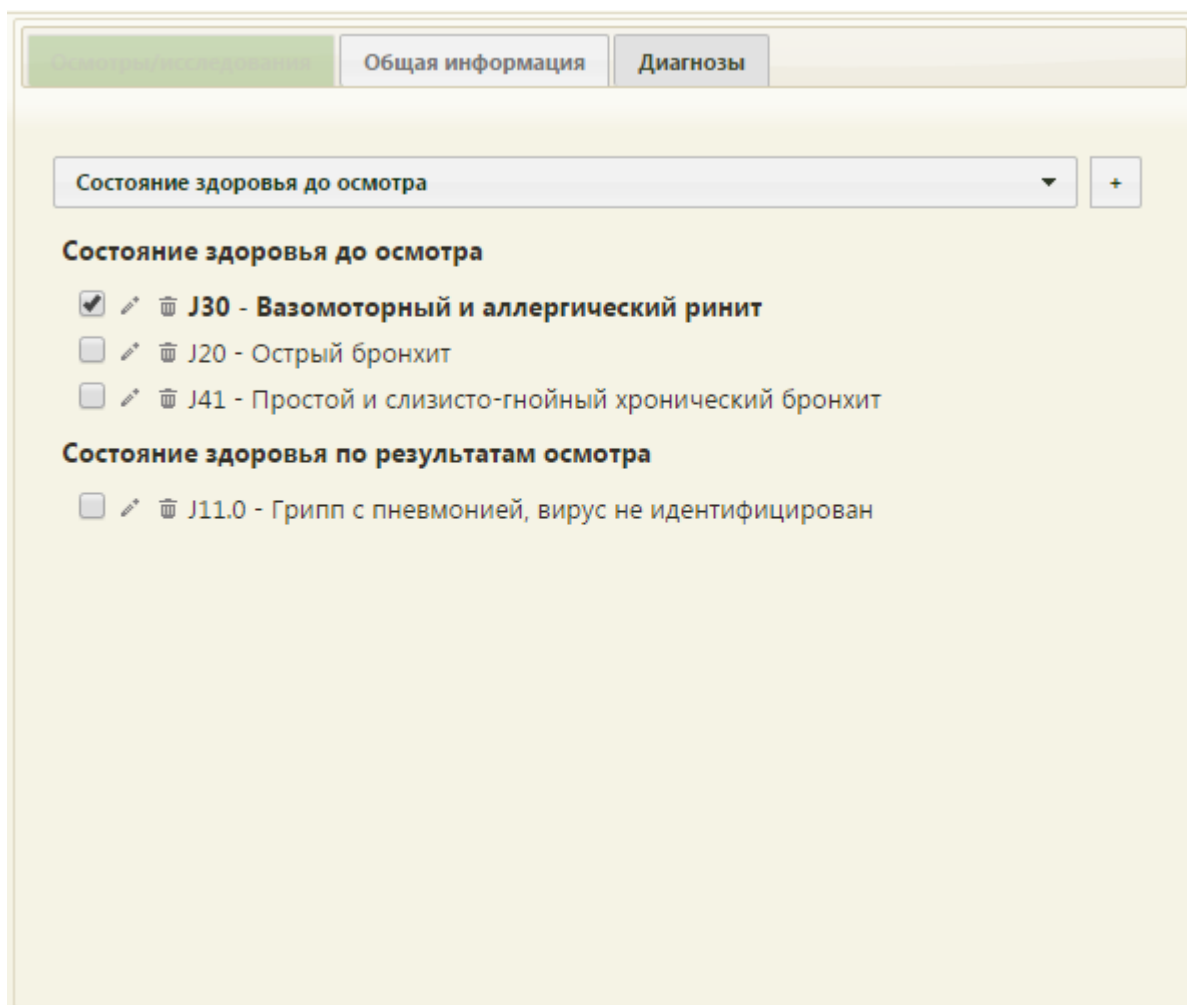 Осмотры/исследования Общая информация Диагнозы
Состояние здоровья до осмотра +
Состояние здоровья до осмотра
J30 - Вазомоторный и аллергический ринит
J20 - Острый бронхит
J41 - Простой и слизисто-гнойный хронический бронхит
Состояние здоровья по результатам осмотра
J11.0 - Грипп с пневмонией, вирус не идентифицирован